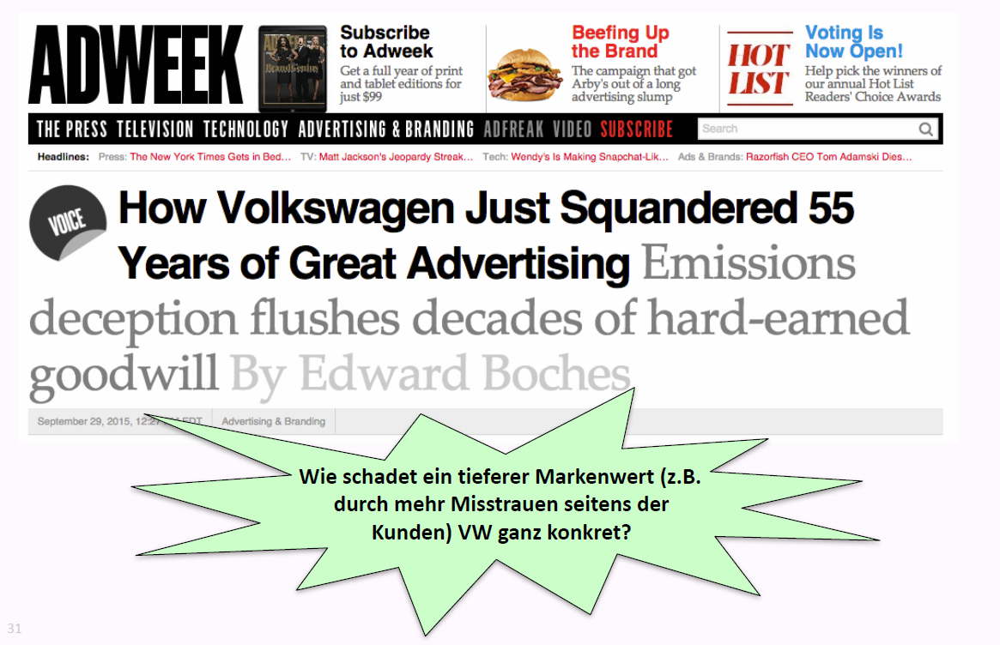 ADWEEK
Subscribe
to Adweek
Get a full year of print
and tablet editions for
just $99
Beefing Up
the Brand
The campaign that got
Arby's out of a long
advertising slump
HOT
LIST
Voting Is
Now Open!
Help pick the winners of
our annual Hot List
Readers' Choice Awards
THE PRESS TELEVISION TECHNOLOGY ADVERTISING & BRANDING ADFREAK VIDEO SUBSCRIBE
Search
Headlines: Press: The New York Times Gets in Bed... TV: Matt Jackson's Jeopardy Streak... Tech: Wendy's Is Making Snapchat-Lik... Ads & Brands: Razorfish CEO Tom Adamski Dies...
VOICE
How Volkswagen Just Squandered 55
Years of Great Advertising Emissions
deception flushes decades of hard-earned
goodwill By Edward Boches
September 29, 2015, EDT
Advertising & Branding
Wie schadet ein tieferer Markenwert (z.B.
durch mehr Misstrauen seitens der
Kunden) VW ganz konkret?
31